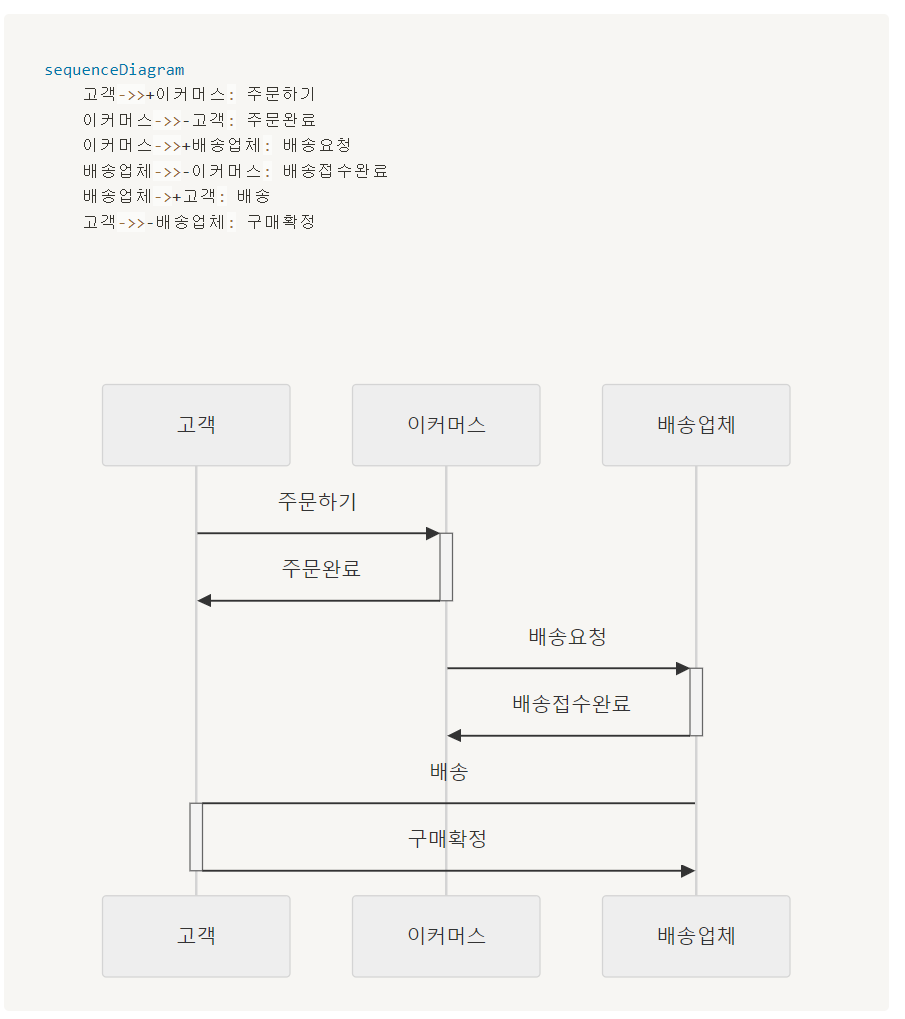 sequenceDiagram
고객->>+이커머스: 주문하기
이커머스->>-고객: 주문완료
이커머스->>+배송업체: 배송요청
배송업체->>-이커머스: 배송접수완료
배송업체->+고객: 배송
고객->>-배송업체: 구매확정
고객 이커머스 배송업체
주문하기
주문완료
배송요청
배송접수완료
배송
구매확정
고객 이커머스 배송업체